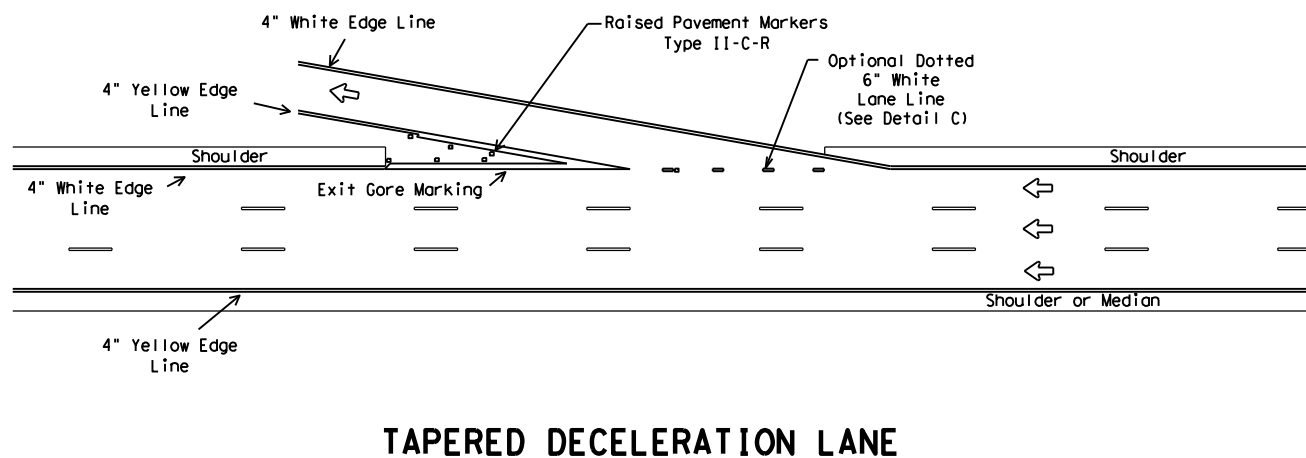 4" White Edge Line
Raised Pavement Markers
Type II-C-R
Optional Dotted
6" White
Lane Line
(See Detail C)
4" Yellow Edge
Line
Shoulder
Shoulder
4" White Edge
Line
Exit Gore Marking
Shoulder or Median
4" Yellow Edge
Line
TAPERED DECELERATION LANE